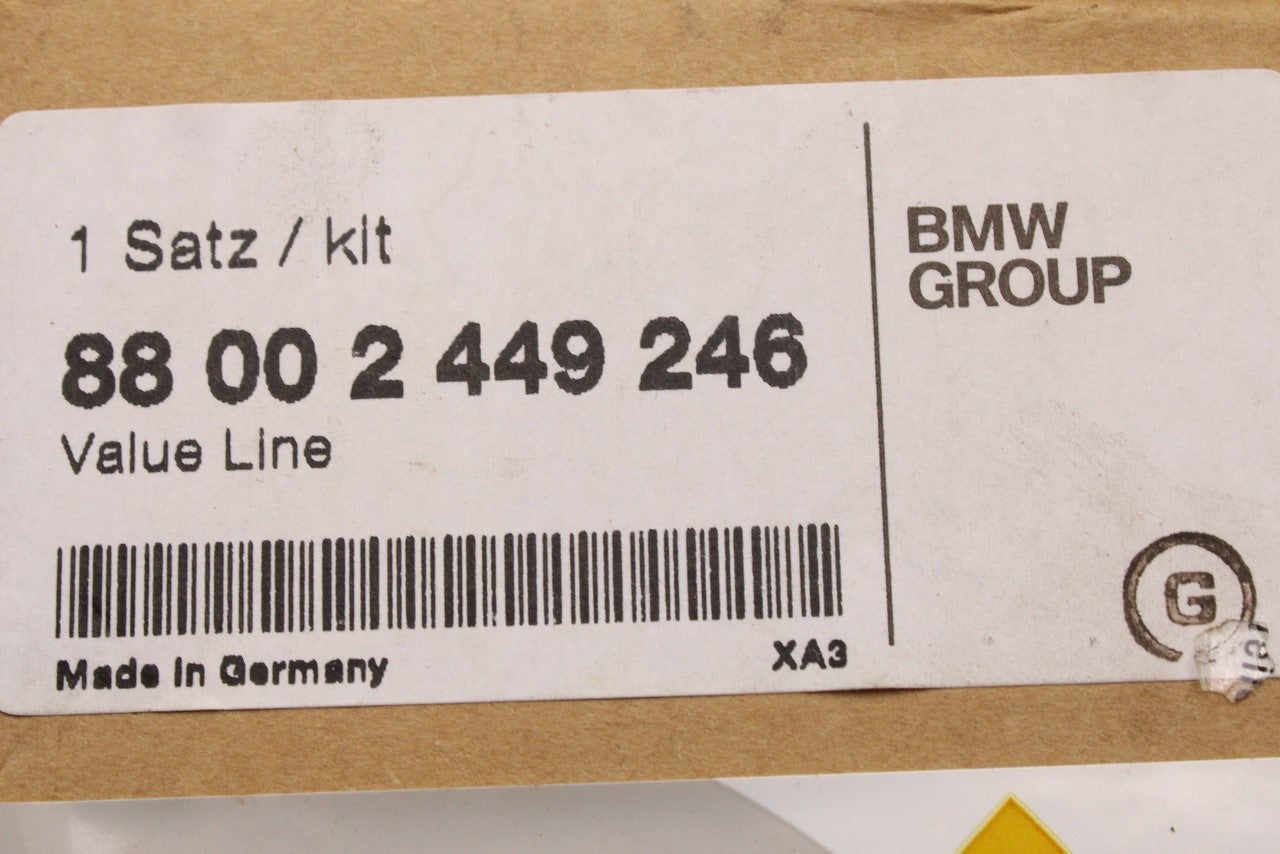 1 Satz / kit
88 00 2 449 246
Value Line
Made in Germany
XA3
BMW
GROUP
G